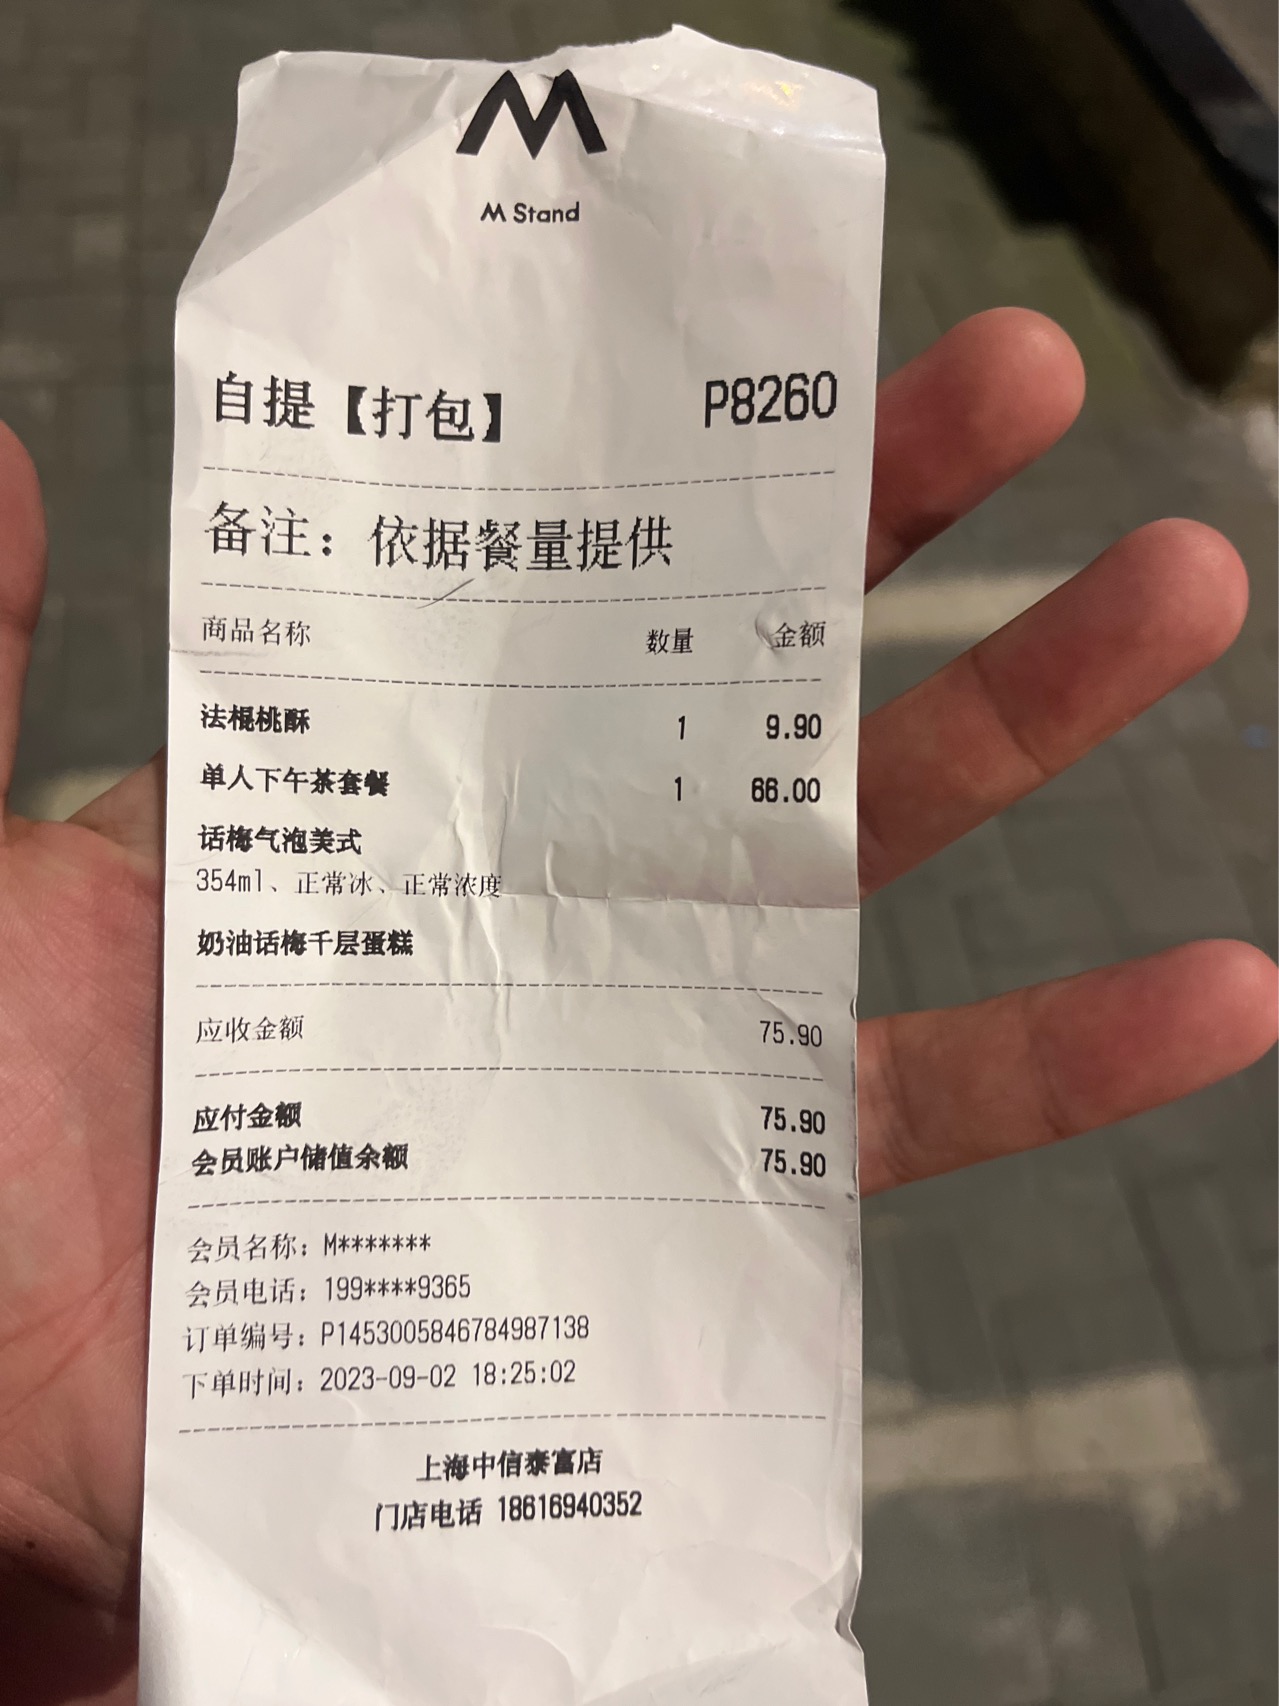 M Stand
自提【打包】 P8260
备注：依据餐量提供
商品名称 数量 金额
法棍桃酥 1 9.90
单人下午茶套餐 1 66.00
话梅气泡美式
354ml、正常冰、正常浓度
奶油话梅千层蛋糕
应收金额 75.90
应付金额 75.90
会员账户储值余额 75.90
会员名称：M*******
会员电话：199****9365
订单编号：P1453005846784987138
下单时间：2023-09-02 18:25:02
上海中信泰富店
门店电话 18616940352